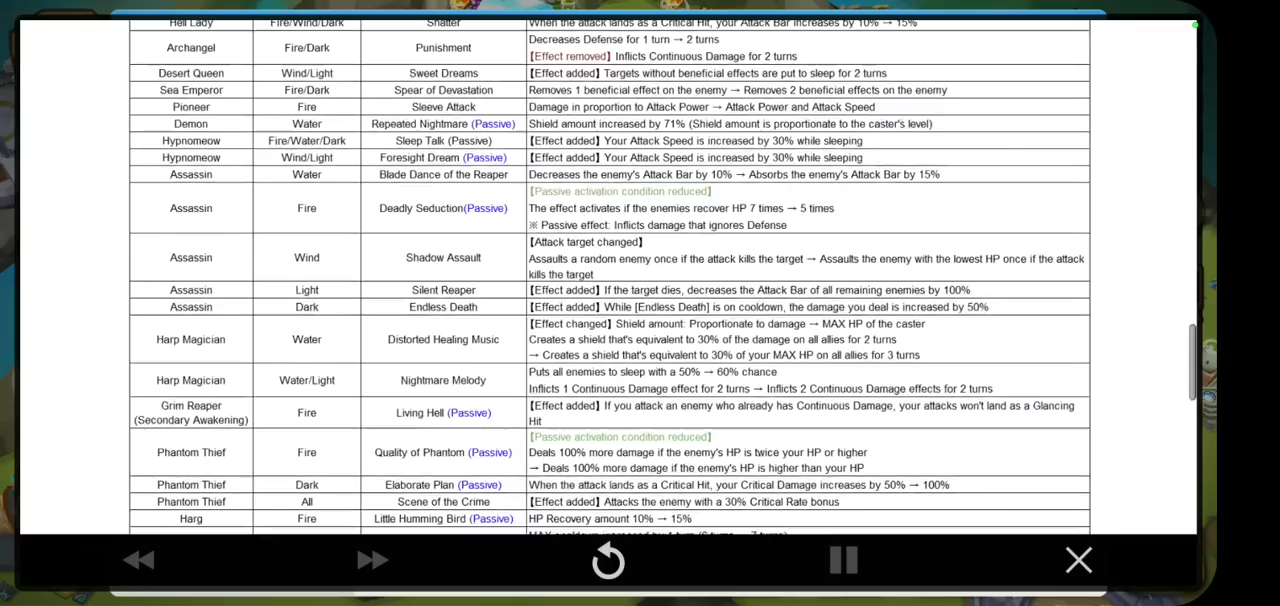 Hell Lady Fire/Wind/Dark Shatter When the attack lands as a Critical Hit, your Attack Bar increases by 10% → 15%
Archangel Fire/Dark Punishment Decreases Defense for 1 turn → 2 turns
【Effect removed】 Inflicts Continuous Damage for 2 turns
Desert Queen Wind/Light Sweet Dreams 【Effect added】 Targets without beneficial effects are put to sleep for 2 turns
Sea Emperor Fire/Dark Spear of Devastation Removes 1 beneficial effect on the enemy → Removes 2 beneficial effects on the enemy
Pioneer Fire Sleeve Attack Damage in proportion to Attack Power → Attack Power and Attack Speed
Demon Water Repeated Nightmare (Passive) Shield amount increased by 71% (Shield amount is proportionate to the caster's level)
Hypnomeow Fire/Water/Dark Sleep Talk (Passive) 【Effect added】 Your Attack Speed is increased by 30% while sleeping
Hypnomeow Wind/Light Foresight Dream (Passive) 【Effect added】 Your Attack Speed is increased by 30% while sleeping
Assassin Water Blade Dance of the Reaper Decreases the enemy's Attack Bar by 10% → Absorbs the enemy's Attack Bar by 15%
【Passive activation condition reduced】
Assassin Fire Deadly Seduction(Passive) The effect activates if the enemies recover HP 7 times → 5 times
※ Passive effect: Inflicts damage that ignores Defense
【Attack target changed】
Assassin Wind Shadow Assault Assaults a random enemy once if the attack kills the target → Assaults the enemy with the lowest HP once if the attack
kills the target
Assassin Light Silent Reaper 【Effect added】 If the target dies, decreases the Attack Bar of all remaining enemies by 100%
Assassin Dark Endless Death 【Effect added】 While [Endless Death] is on cooldown, the damage you deal is increased by 50%
【Effect changed】 Shield amount: Proportionate to damage → MAX HP of the caster
Harp Magician Water Distorted Healing Music Creates a shield that's equivalent to 30% of the damage on all allies for 2 turns
→ Creates a shield that's equivalent to 30% of your MAX HP on all allies for 3 turns
Harp Magician Water/Light Nightmare Melody Puts all enemies to sleep with a 50% → 60% chance
Inflicts 1 Continuous Damage effect for 2 turns → Inflicts 2 Continuous Damage effects for 2 turns
Grim Reaper
(Secondary Awakening) Fire Living Hell (Passive) 【Effect added】 If you attack an enemy who already has Continuous Damage, your attacks won't land as a Glancing
Hit
【Passive activation condition reduced】
Phantom Thief Fire Quality of Phantom (Passive) Deals 100% more damage if the enemy's HP is twice your HP or higher
→ Deals 100% more damage if the enemy's HP is higher than your HP
Phantom Thief Dark Elaborate Plan (Passive) When the attack lands as a Critical Hit, your Critical Damage increases by 50% → 100%
Phantom Thief All Scene of the Crime 【Effect added】 Attacks the enemy with a 30% Critical Rate bonus
Harg Fire Little Humming Bird (Passive) HP Recovery amount 10% → 15%